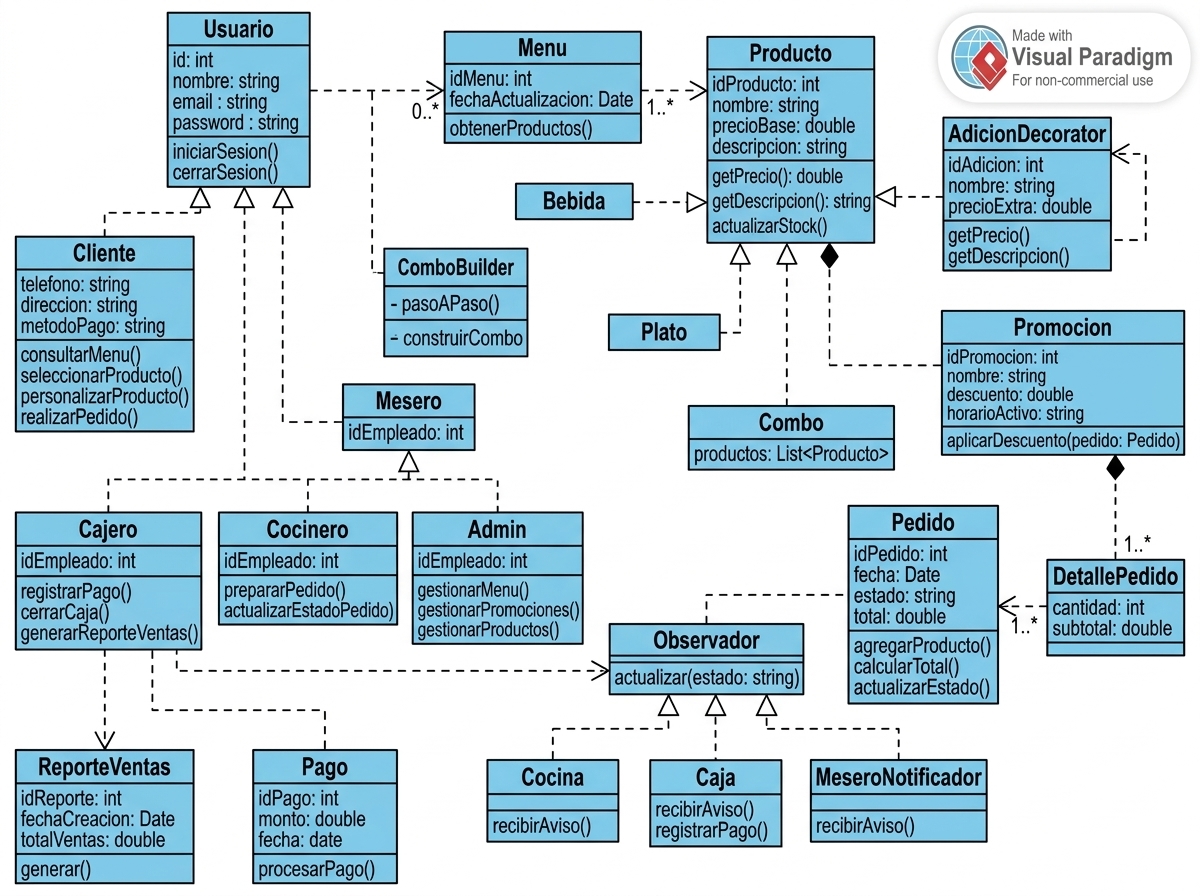 Usuario
id: int
nombre: string
email : string
password : string
iniciarSesion()
cerrarSesion()
0..*
Menu
idMenu: int
fechaActualizacion: Date
obtenerProductos()
1..*
Producto
idProducto: int
nombre: string
precioBase: double
descripcion: string
getPrecio(): double
getDescripcion(): string
actualizarStock()
Made with
Visual Paradigm
For non-commercial use
AdicionDecorator
idAdicion: int
nombre: string
precioExtra: double
getPrecio()
getDescripcion()
Bebida
Cliente
telefono: string
direccion: string
metodoPago: string
consultarMenu()
seleccionarProducto()
personalizarProducto()
realizarPedido()
ComboBuilder
- pasoAPaso()
- construirCombo
Plato
Promocion
idPromocion: int
nombre: string
descuento: double
horarioActivo: string
aplicarDescuento(pedido: Pedido)
Mesero
idEmpleado: int
Combo
productos: List<Producto>
Cajero
idEmpleado: int
registrarPago()
cerrarCaja()
generarReporteVentas()
Cocinero
idEmpleado: int
prepararPedido()
actualizarEstadoPedido)
Admin
idEmpleado: int
gestionarMenu()
gestionarPromociones()
gestionarProductos()
Pedido
idPedido: int
fecha: Date
estado: string
total: double
agregarProducto()
calcularTotal()
actualizarEstado()
1..*
1..*
DetallePedido
cantidad: int
subtotal: double
Observador
actualizar(estado: string)
ReporteVentas
idReporte: int
fechaCreacion: Date
totalVentas: double
generar()
Pago
idPago: int
monto: double
fecha: date
procesarPago()
Cocina
recibirAviso()
Caja
recibirAviso()
registrarPago()
MeseroNotificador
recibirAviso()